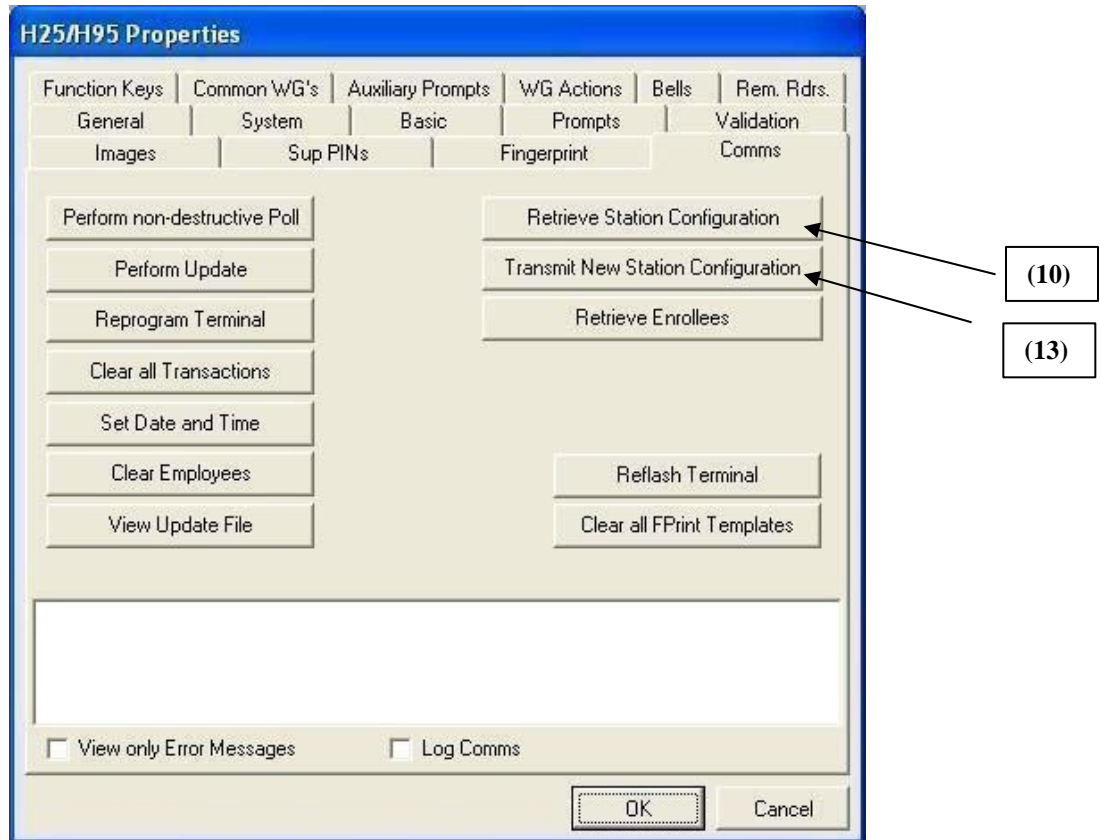 H25/H95 Properties
Function Keys Common WG's Auxiliary Prompts WG Actions Bells Rem. Rdrs.
General System Basic Prompts Validation
Images Sup PINs Fingerprint Comms
Perform non-destructive Poll Retrieve Station Configuration
Perform Update Transmit New Station Configuration
(10)
Reprogram Terminal Retrieve Enrollees
(13)
Clear all Transactions
Set Date and Time
Clear Employees Reflash Terminal
View Update File Clear all FPrint Templates
View only Error Messages Log Comms
OK Cancel